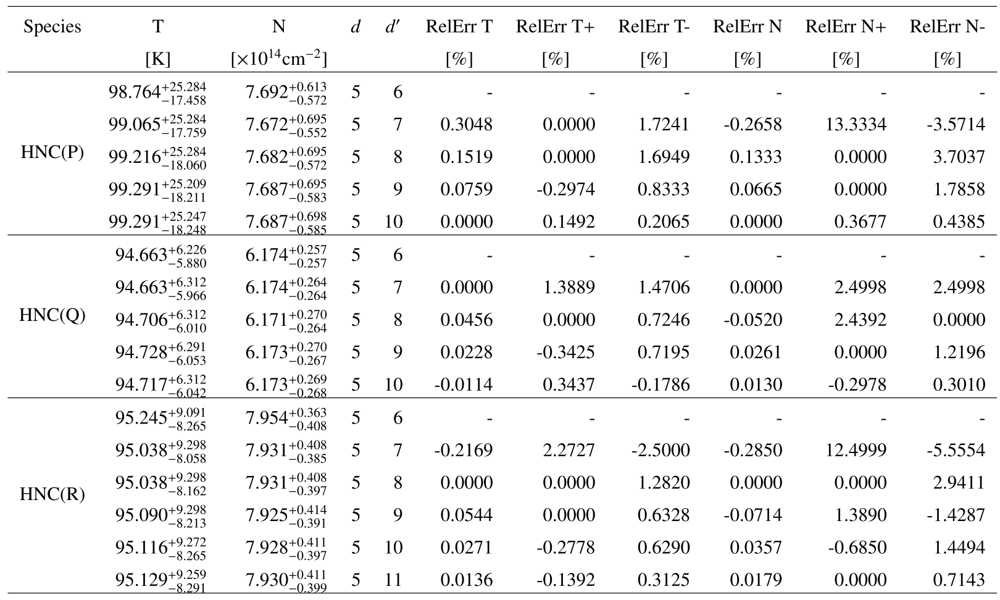 Species T N d d′ RelErr T RelErr T+ RelErr T- RelErr N RelErr N+ RelErr N-
[K] [×10¹⁴cm⁻²] [%] [%] [%] [%] [%] [%]
98.764 +25.284 −17.458 7.692 +0.613 −0.572 5 6 - - - - - -
99.065 +25.284 −17.759 7.672 +0.695 −0.552 5 7 0.3048 0.0000 1.7241 -0.2658 13.3334 -3.5714
HNC(P)
99.216 +25.284 −18.060 7.682 +0.695 −0.572 5 8 0.1519 0.0000 1.6949 0.1333 0.0000 3.7037
99.291 +25.209 −18.211 7.687 +0.695 −0.583 5 9 0.0759 -0.2974 0.8333 0.0665 0.0000 1.7858
99.291 +25.247 −18.248 7.687 +0.698 −0.585 5 10 0.0000 0.1492 0.2065 0.0000 0.3677 0.4385
94.663 +6.226 −5.880 6.174 +0.257 −0.257 5 6 - - - - - -
94.663 +6.312 −5.966 6.174 +0.264 −0.264 5 7 0.0000 1.3889 1.4706 0.0000 2.4998 2.4998
HNC(Q)
94.706 +6.312 −6.010 6.171 +0.270 −0.264 5 8 0.0456 0.0000 0.7246 -0.0520 2.4392 0.0000
94.728 +6.291 −6.053 6.173 +0.270 −0.267 5 9 0.0228 -0.3425 0.7195 0.0261 0.0000 1.2196
94.717 +6.312 −6.042 6.173 +0.269 −0.268 5 10 -0.0114 0.3437 -0.1786 0.0130 -0.2978 0.3010
95.245 +9.091 −8.265 7.954 +0.363 −0.408 5 6 - - - - - -
95.038 +9.298 −8.058 7.931 +0.408 −0.385 5 7 -0.2169 2.2727 -2.5000 -0.2850 12.4999 -5.5554
95.038 +9.298 −8.162 7.931 +0.408 −0.397 5 8 0.0000 0.0000 1.2820 0.0000 0.0000 2.9411
HNC(R)
95.090 +9.298 −8.213 7.925 +0.414 −0.391 5 9 0.0544 0.0000 0.6328 -0.0714 1.3890 -1.4287
95.116 +9.272 −8.265 7.928 +0.411 −0.397 5 10 0.0271 -0.2778 0.6290 0.0357 -0.6850 1.4494
95.129 +9.259 −8.291 7.930 +0.411 −0.399 5 11 0.0136 -0.1392 0.3125 0.0179 0.0000 0.7143